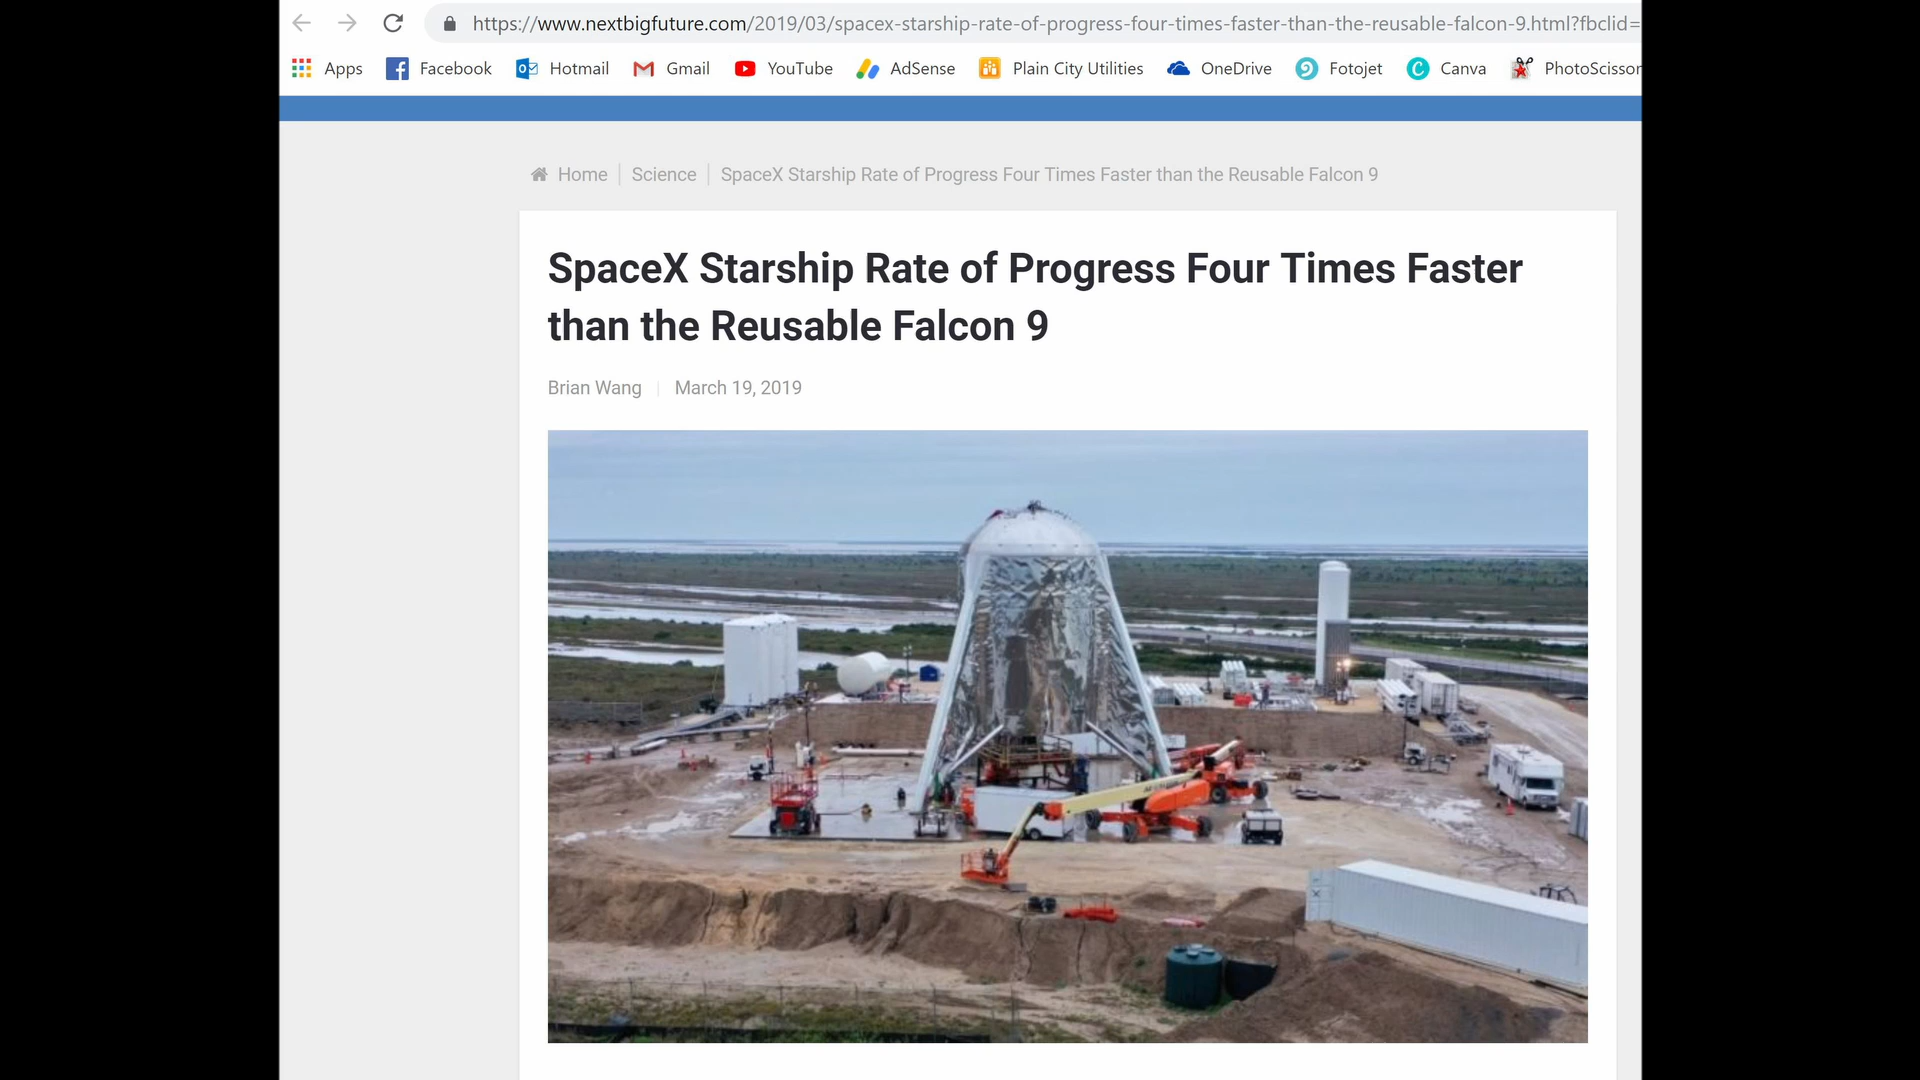 https://www.nextbigfuture.com/2019/03/spacex-starship-rate-of-progress-four-times-faster-than-the-reusable-falcon-9.html?fbclid=
Apps Facebook Hotmail Gmail YouTube AdSense Plain City Utilities OneDrive Fotojet Canva PhotoScissor
Home Science SpaceX Starship Rate of Progress Four Times Faster than the Reusable Falcon 9
SpaceX Starship Rate of Progress Four Times Faster
than the Reusable Falcon 9
Brian Wang March 19, 2019